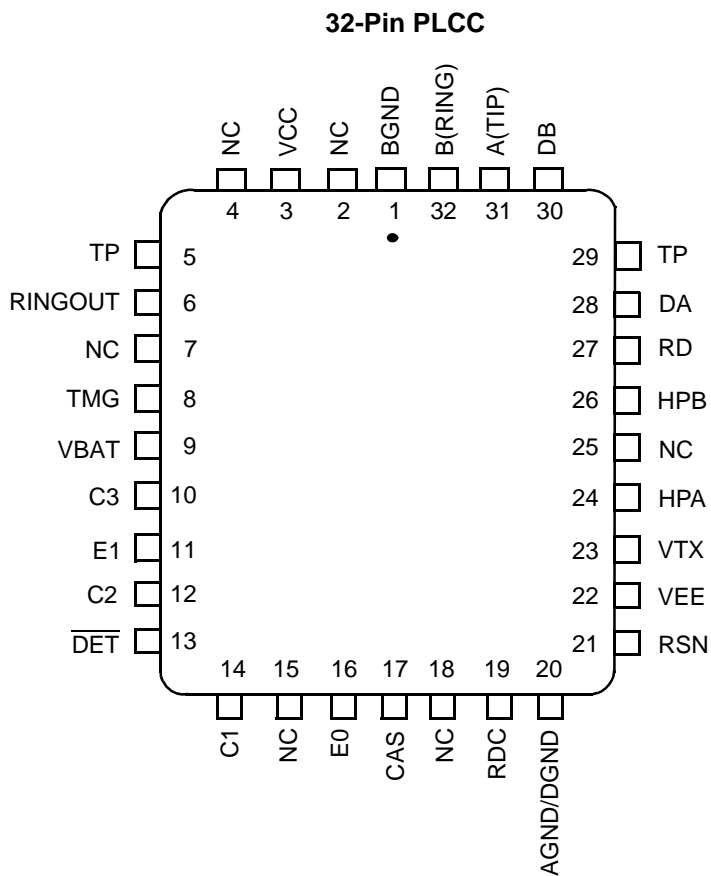 32-Pin PLCC
NC
VCC
NC
BGND
B(RING)
A(TIP)
DB
4
3
2
1
32
31
30
TP
5
29
TP
RINGOUT
6
28
DA
NC
7
27
RD
TMG
8
26
HPB
VBAT
9
25
NC
C3
10
24
HPA
E1
11
23
VTX
C2
12
22
VEE
DET
13
21
RSN
14
15
16
17
18
19
20
C1
NC
E0
CAS
NC
RDC
AGND/DGND